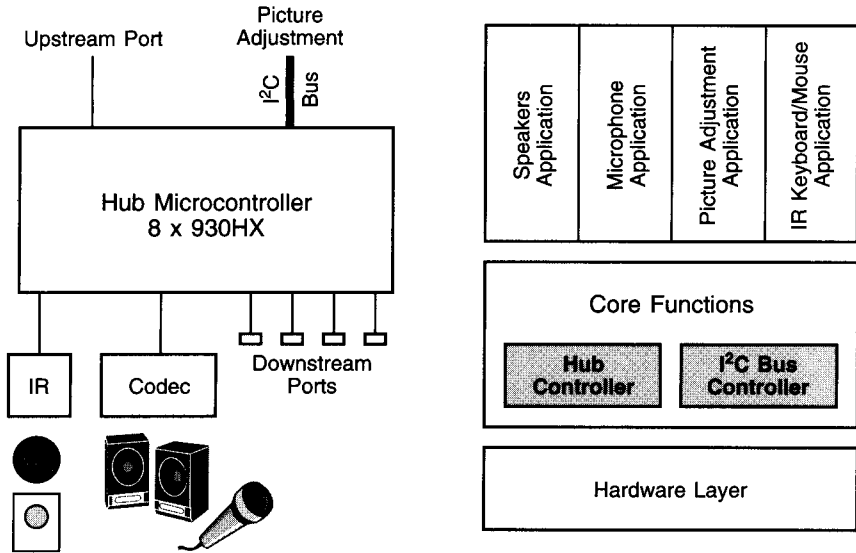 Upstream Port
Picture
Adjustment
I²C
Bus
Hub Microcontroller
8 x 930HX
IR
Codec
Downstream
Ports
Speakers
Application
Microphone
Application
Picture Adjustment
Application
IR Keyboard/Mouse
Application
Core Functions
Hub
Controller
I²C Bus
Controller
Hardware Layer